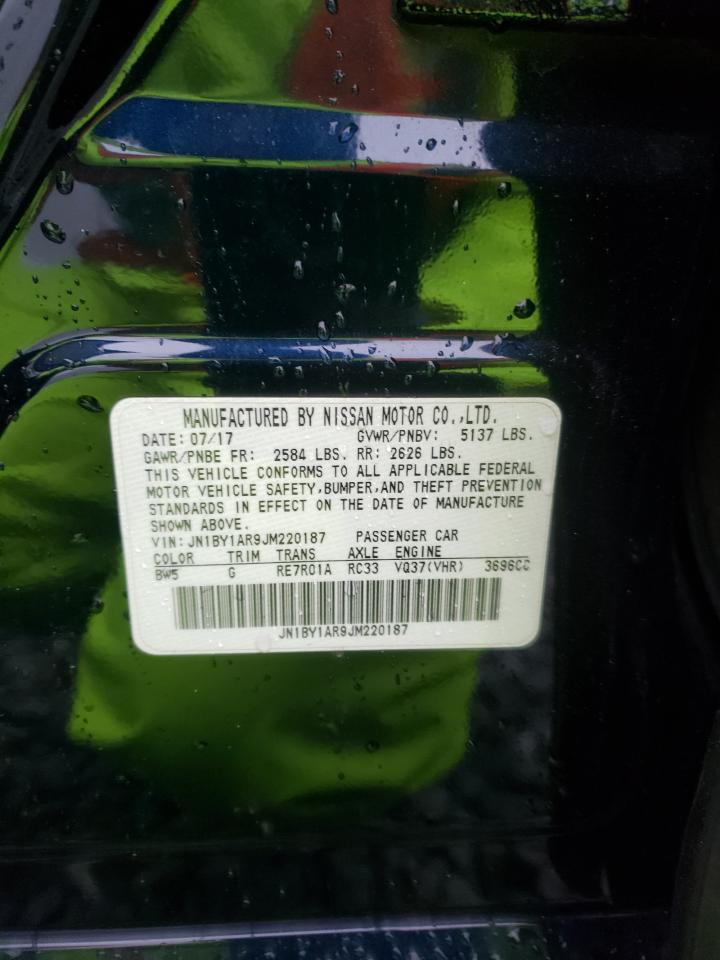 MANUFACTURED BY NISSAN MOTOR CO.,LTD.
DATE: 07/17 GVWR/PNBV: 5137 LBS.
GAWR/PNBE FR: 2584 LBS. RR: 2626 LBS.
THIS VEHICLE CONFORMS TO ALL APPLICABLE FEDERAL
MOTOR VEHICLE SAFETY,BUMPER,AND THEFT PREVENTION
STANDARDS IN EFFECT ON THE DATE OF MANUFACTURE
SHOWN ABOVE.
VIN: JN1BY1AR9JM220187 PASSENGER CAR
COLOR TRIM TRANS AXLE ENGINE
BW5 G RE7R01A RC33 VQ37(VHR) 3696CC
JN1BY1AR9JM220187